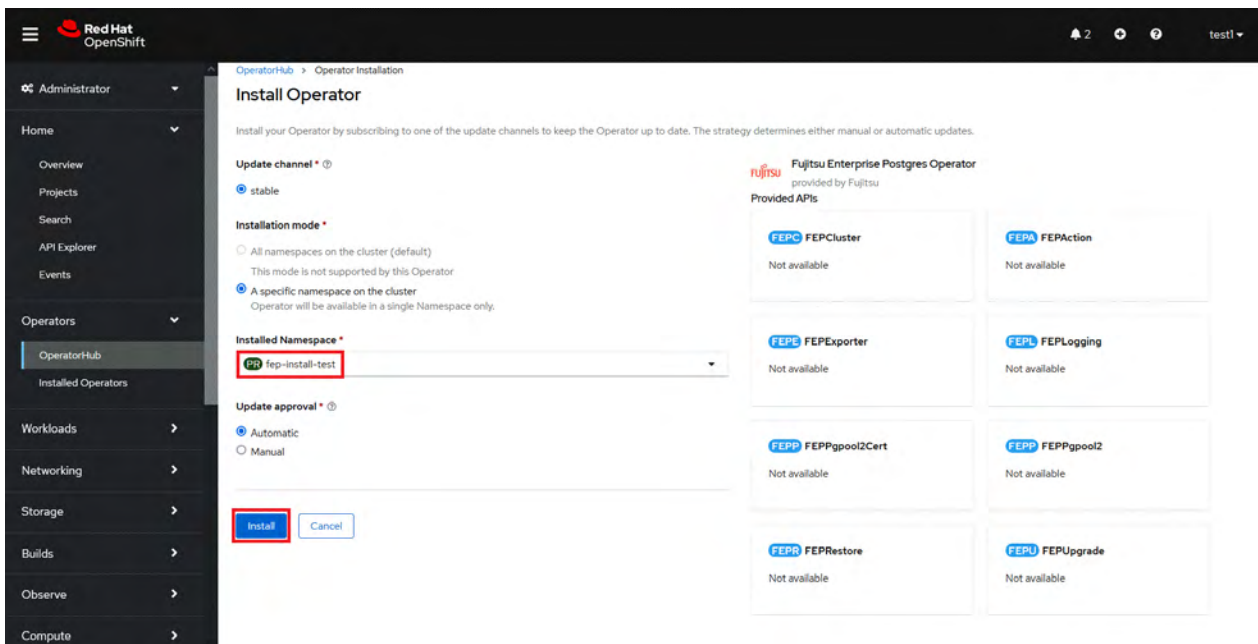 Red Hat
OpenShift
2
test1
Administrator
Home
Overview
Projects
Search
API Explorer
Events
Operators
OperatorHub
Installed Operators
Workloads
Networking
Storage
Builds
Observe
Compute
OperatorHub > Operator Installation
Install Operator
Install your Operator by subscribing to one of the update channels to keep the Operator up to date. The strategy determines either manual or automatic updates.
Update channel *
stable
Installation mode *
All namespaces on the cluster (default)
This mode is not supported by this Operator
A specific namespace on the cluster
Operator will be available in a single Namespace only.
Installed Namespace *
PR fep-install-test
Update approval *
Automatic
Manual
Install
Cancel
FUJITSU
Fujitsu Enterprise Postgres Operator
provided by Fujitsu
Provided APIs
FEPC FEPCluster
Not available
FEPA FEPAction
Not available
FEPE FEPExporter
Not available
FEPL FEPLogging
Not available
FEPP FEPPgpool2Cert
Not available
FEPP FEPPgpool2
Not available
FEPR FEPRestore
Not available
FEPU FEPUpgrade
Not available